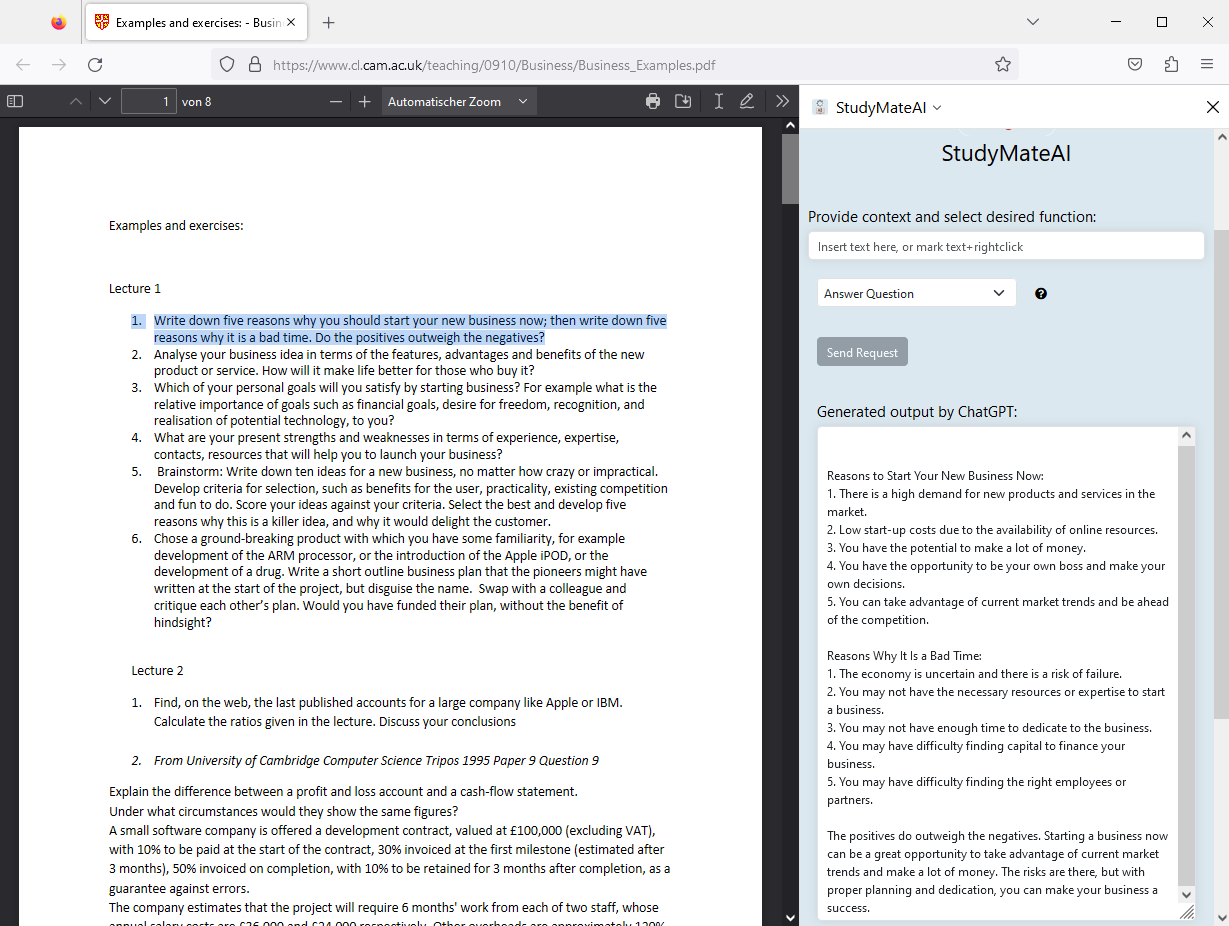 Examples and exercises: - Busin
https://www.cl.cam.ac.uk/teaching/0910/Business/Business_Examples.pdf
1 von 8
Automatischer Zoom
Examples and exercises:
Lecture 1
1. Write down five reasons why you should start your new business now; then write down five
reasons why it is a bad time. Do the positives outweigh the negatives?
2. Analyse your business idea in terms of the features, advantages and benefits of the new
product or service. How will it make life better for those who buy it?
3. Which of your personal goals will you satisfy by starting business? For example what is the
relative importance of goals such as financial goals, desire for freedom, recognition, and
realisation of potential technology, to you?
4. What are your present strengths and weaknesses in terms of experience, expertise,
contacts, resources that will help you to launch your business?
5. Brainstorm: Write down ten ideas for a new business, no matter how crazy or impractical.
Develop criteria for selection, such as benefits for the user, practicality, existing competition
and fun to do. Score your ideas against your criteria. Select the best and develop five
reasons why this is a killer idea, and why it would delight the customer.
6. Chose a ground-breaking product with which you have some familiarity, for example
development of the ARM processor, or the introduction of the Apple iPOD, or the
development of a drug. Write a short outline business plan that the pioneers might have
written at the start of the project, but disguise the name. Swap with a colleague and
critique each other's plan. Would you have funded their plan, without the benefit of
hindsight?
Lecture 2
1. Find, on the web, the last published accounts for a large company like Apple or IBM.
Calculate the ratios given in the lecture. Discuss your conclusions
2. From University of Cambridge Computer Science Tripos 1995 Paper 9 Question 9
Explain the difference between a profit and loss account and a cash-flow statement.
Under what circumstances would they show the same figures?
A small software company is offered a development contract, valued at £100,000 (excluding VAT),
with 10% to be paid at the start of the contract, 30% invoiced at the first milestone (estimated after
3 months), 50% invoiced on completion, with 10% to be retained for 3 months after completion, as a
guarantee against errors.
The company estimates that the project will require 6 months' work from each of two staff, whose
annual salary costs are £36,000 and £24,000 respectively. Other overheads are approximately 120%
StudyMateAI
StudyMateAI
Provide context and select desired function:
Insert text here, or mark text+rightclick
Answer Question
Send Request
Generated output by ChatGPT:
Reasons to Start Your New Business Now:
1. There is a high demand for new products and services in the
market.
2. Low start-up costs due to the availability of online resources.
3. You have the potential to make a lot of money.
4. You have the opportunity to be your own boss and make your
own decisions.
5. You can take advantage of current market trends and be ahead
of the competition.
Reasons Why It Is a Bad Time:
1. The economy is uncertain and there is a risk of failure.
2. You may not have the necessary resources or expertise to start
a business.
3. You may not have enough time to dedicate to the business.
4. You may have difficulty finding capital to finance your
business.
5. You may have difficulty finding the right employees or
partners.
The positives do outweigh the negatives. Starting a business now
can be a great opportunity to take advantage of current market
trends and make a lot of money. The risks are there, but with
proper planning and dedication, you can make your business a
success.